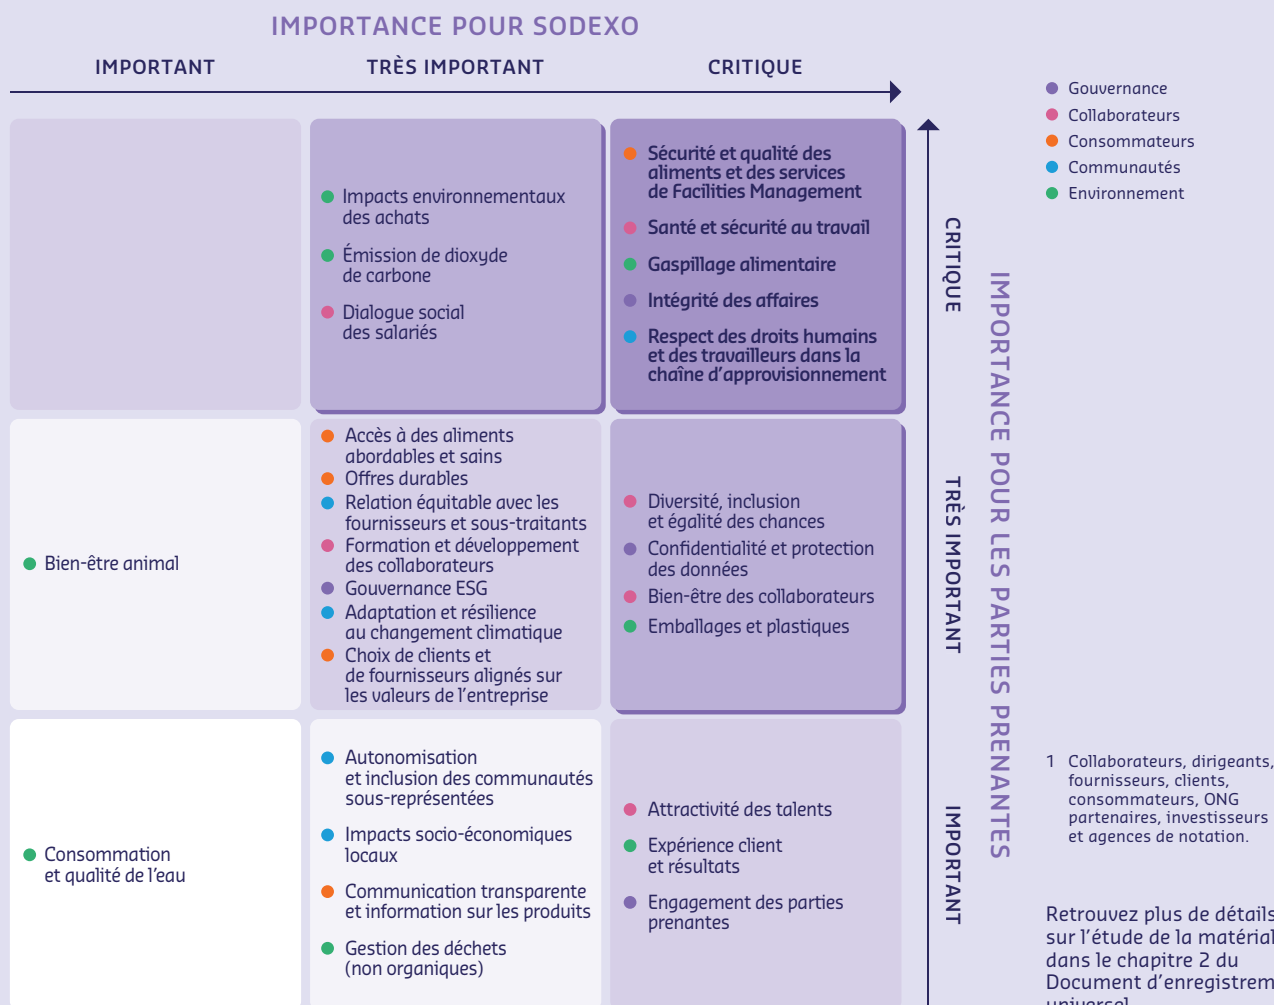 IMPORTANCE POUR SODEXO
IMPORTANT
TRÈS IMPORTANT
CRITIQUE
Impacts environnementaux
des achats
Émission de dioxyde
de carbone
Dialogue social
des salariés
Sécurité et qualité des
aliments et des services
de Facilities Management
Santé et sécurité au travail
Gaspillage alimentaire
Intégrité des affaires
Respect des droits humains
et des travailleurs dans la
chaîne d’approvisionnement
Bien-être animal
Accès à des aliments
abordables et sains
Offres durables
Relation équitable avec les
fournisseurs et sous-traitants
Formation et développement
des collaborateurs
Gouvernance ESG
Adaptation et résilience
au changement climatique
Choix de clients et
de fournisseurs alignés sur
les valeurs de l’entreprise
Diversité, inclusion
et égalité des chances
Confidentialité et protection
des données
Bien-être des collaborateurs
Emballages et plastiques
Consommation
et qualité de l’eau
Autonomisation
et inclusion des communautés
sous-représentées
Impacts socio-économiques
locaux
Communication transparente
et information sur les produits
Gestion des déchets
(non organiques)
Attractivité des talents
Expérience client
et résultats
Engagement des parties
prenantes
CRITIQUE
TRÈS IMPORTANT
IMPORTANT
IMPORTANCE POUR LES PARTIES PRENANTES
Gouvernance
Collaborateurs
Consommateurs
Communautés
Environnement
1 Collaborateurs, dirigeants,
fournisseurs, clients,
consommateurs, ONG
partenaires, investisseurs
et agences de notation.
Retrouvez plus de détails
sur l’étude de la matérial
dans le chapitre 2 du
Document d’enregistrem
universel